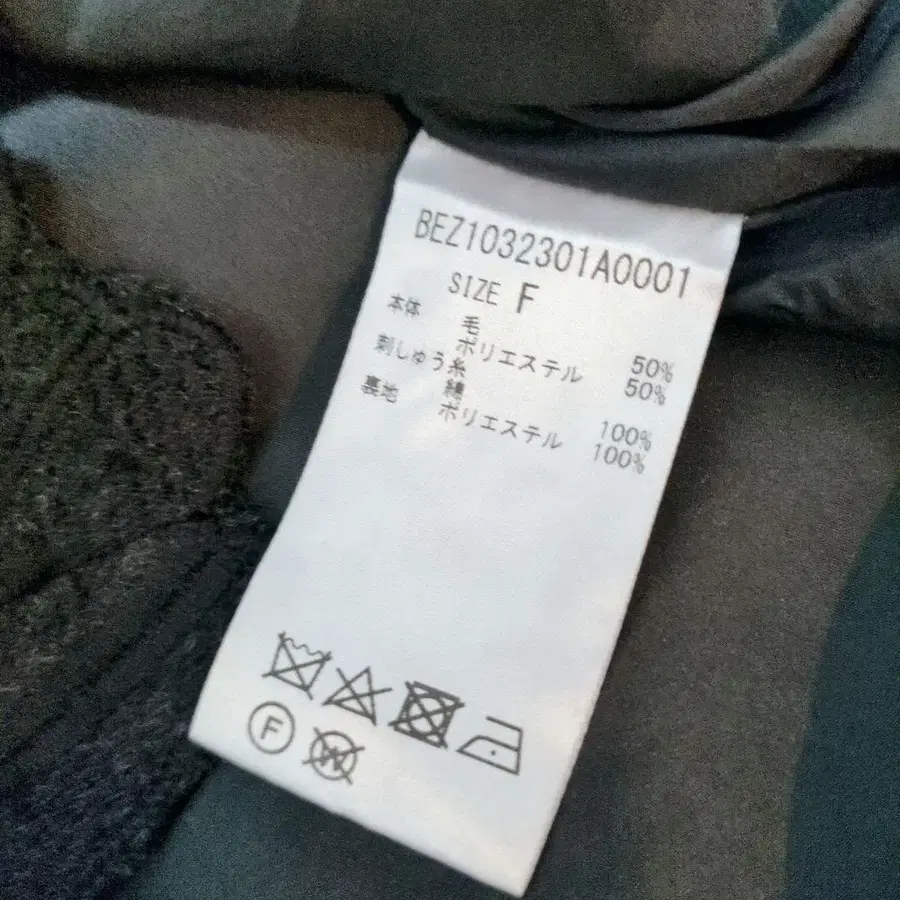 BEZ1032301A0001
SIZE F
本体 毛 50%
ポリエステル 50%
刺しゅう糸
綿 100%
裏地 ポリエステル 100%
F
W